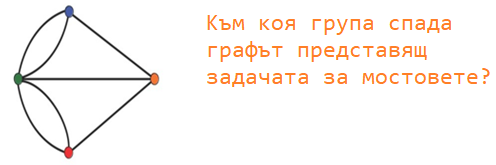 Към коя група спада
графът представящ
задачата за мостовете?